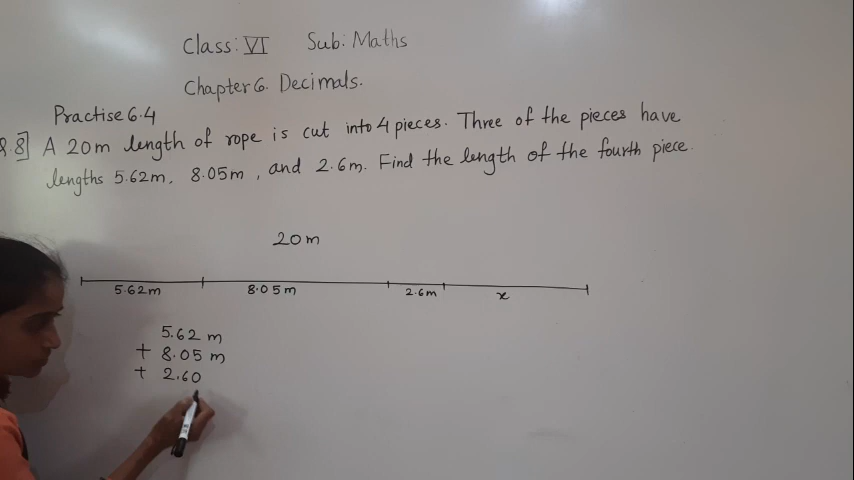 Class: VI Sub: Maths
Chapter 6. Decimals.
Practise 6.4
8] A 20m length of rope is cut into 4 pieces. Three of the pieces have
lengths 5.62m, 8.05m, and 2.6m. Find the length of the fourth piece.
20m
5.62m 8.05m 2.6m x
5.62 m
+ 8.05 m
+ 2.60